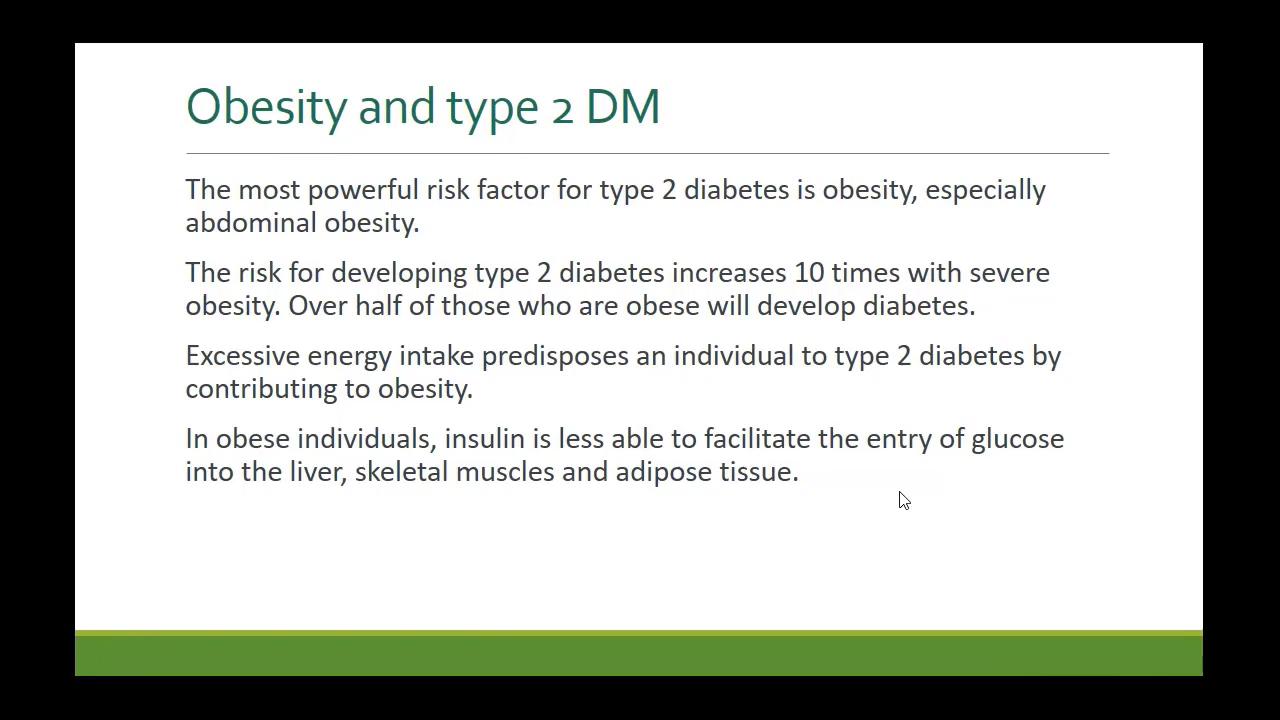 Obesity and type 2 DM
The most powerful risk factor for type 2 diabetes is obesity, especially
abdominal obesity.
The risk for developing type 2 diabetes increases 10 times with severe
obesity. Over half of those who are obese will develop diabetes.
Excessive energy intake predisposes an individual to type 2 diabetes by
contributing to obesity.
In obese individuals, insulin is less able to facilitate the entry of glucose
into the liver, skeletal muscles and adipose tissue.